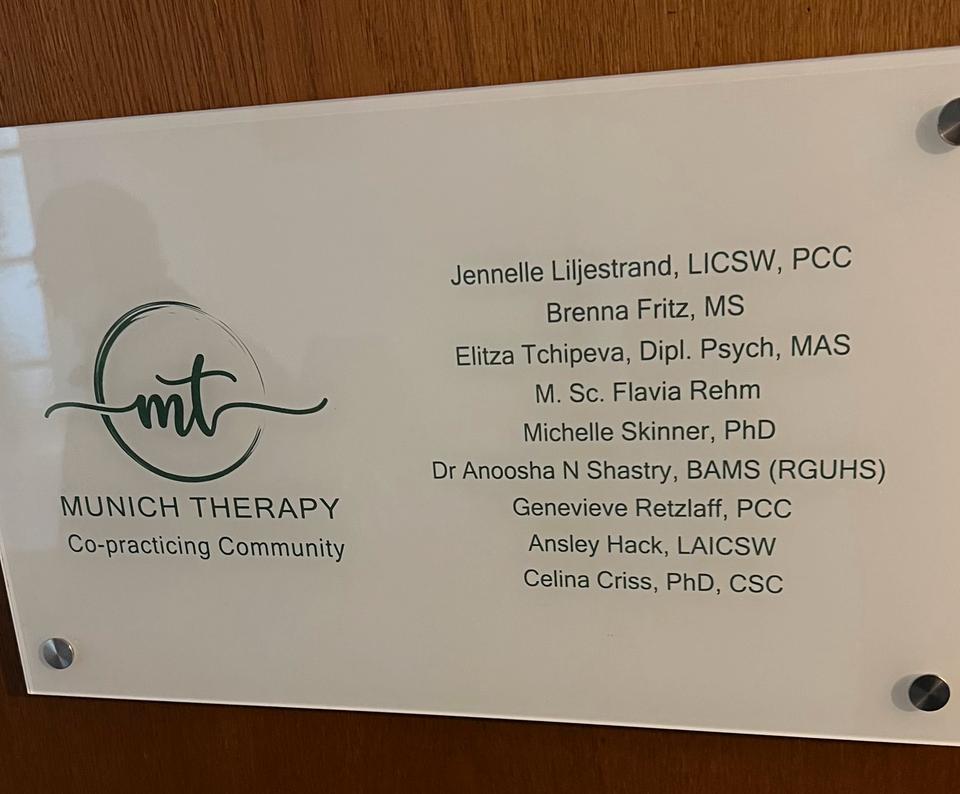 mt
MUNICH THERAPY
Co-practicing Community
Jennelle Liljestrand, LICSW, PCC
Brenna Fritz, MS
Elitza Tchipeva, Dipl. Psych, MAS
M. Sc. Flavia Rehm
Michelle Skinner, PhD
Dr Anoosha N Shastry, BAMS (RGUHS)
Genevieve Retzlaff, PCC
Ansley Hack, LAICSW
Celina Criss, PhD, CSC